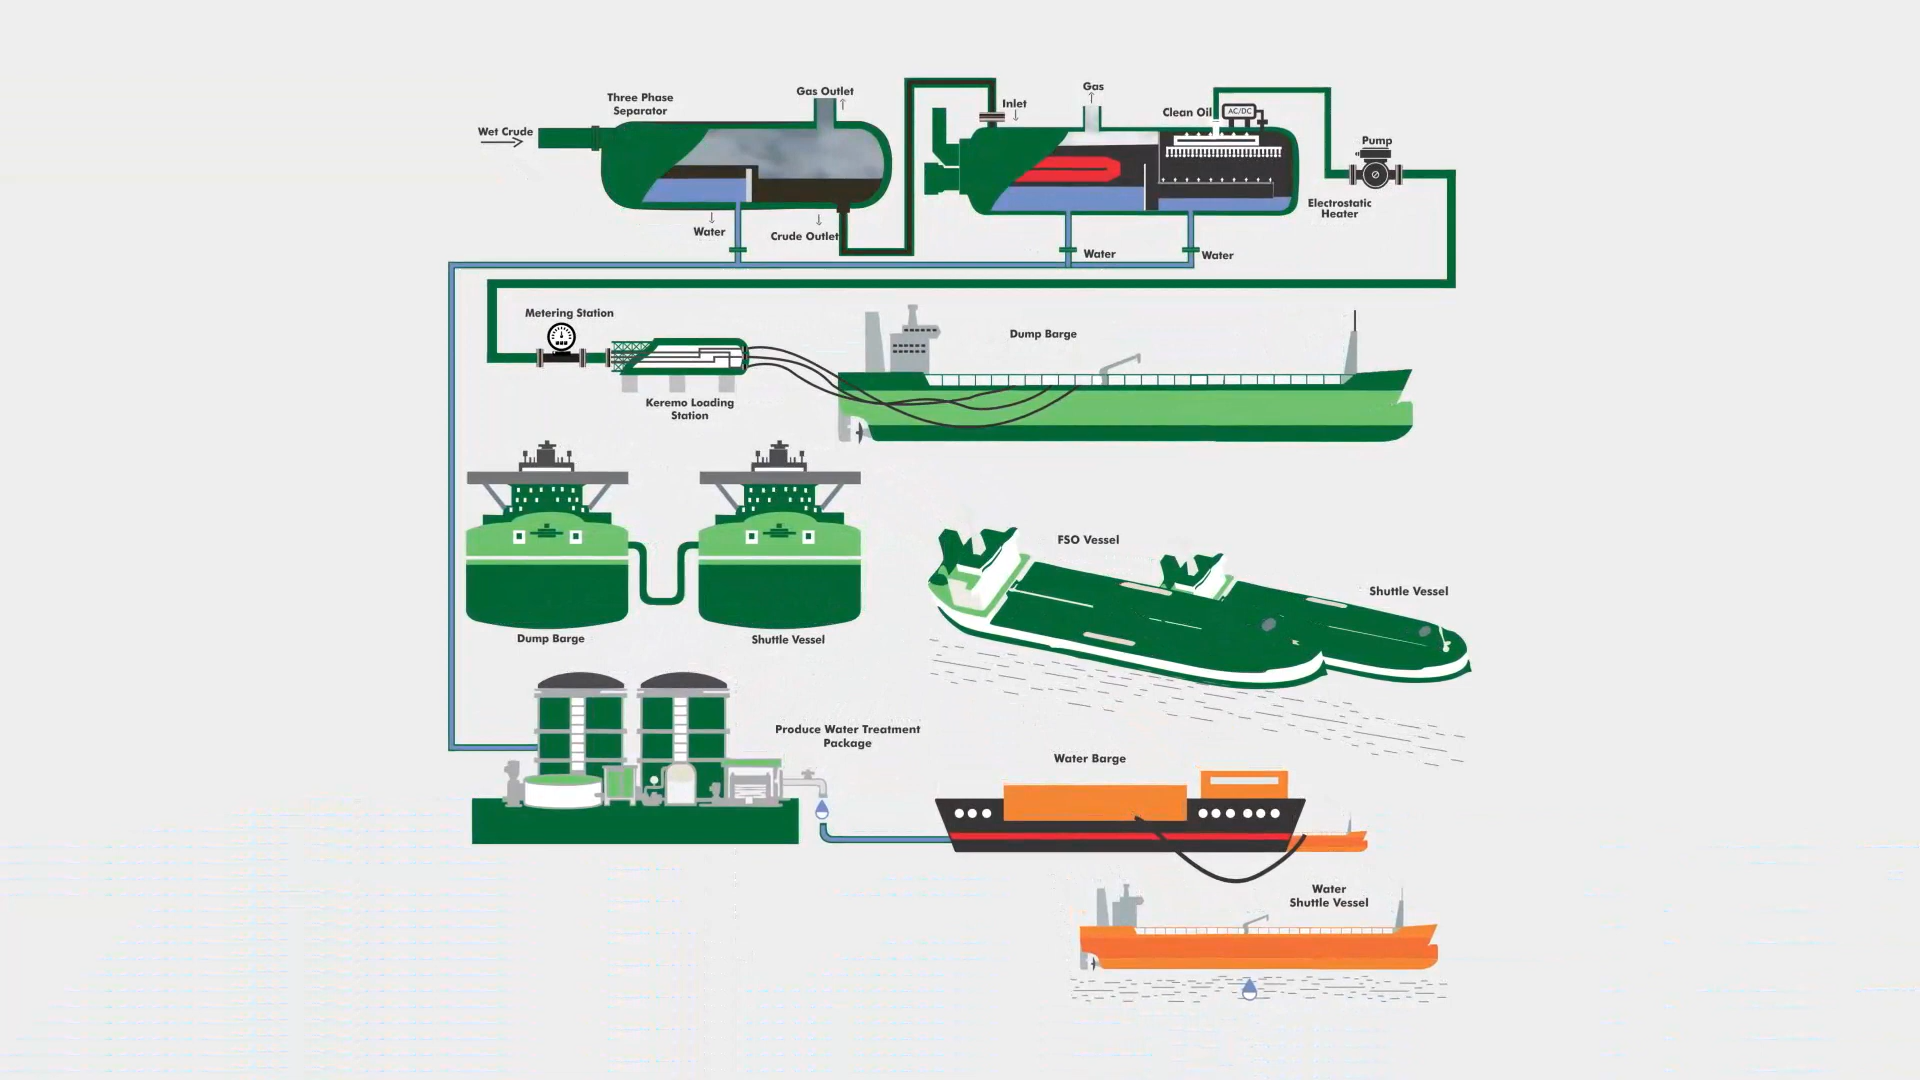 Three Phase
Separator
Gas Outlet
Wet Crude
Water
Crude Outlet
Inlet
Gas
Clean Oil
AC/DC
Pump
Electrostatic
Heater
Water
Water
Metering Station
Keremo Loading
Station
Dump Barge
Dump Barge
Shuttle Vessel
FSO Vessel
Shuttle Vessel
Produce Water Treatment
Package
Water Barge
Water
Shuttle Vessel